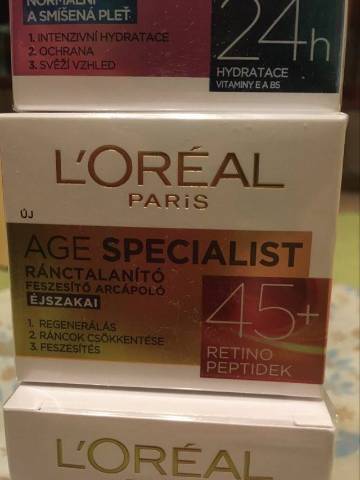 NORMÁLNÍ
A SMÍŠENÁ PLEŤ
1. INTENZIVNÍ HYDRATACE
2. OCHRANA
3. SVĚŽÍ VZHLED
24h
HYDRATACE
VITAMINY E A B5
L'ORÉAL
PARiS
ÚJ
AGE SPECIALIST
RÁNCTALANÍTÓ
FESZESÍTŐ ARCÁPOLÓ
ÉJSZAKAI
1. REGENERÁLÁS
2. RÁNCOK CSÖKKENTÉSE
3. FESZESÍTÉS
45+
RETINO
PEPTIDEK
L'ORÉAL